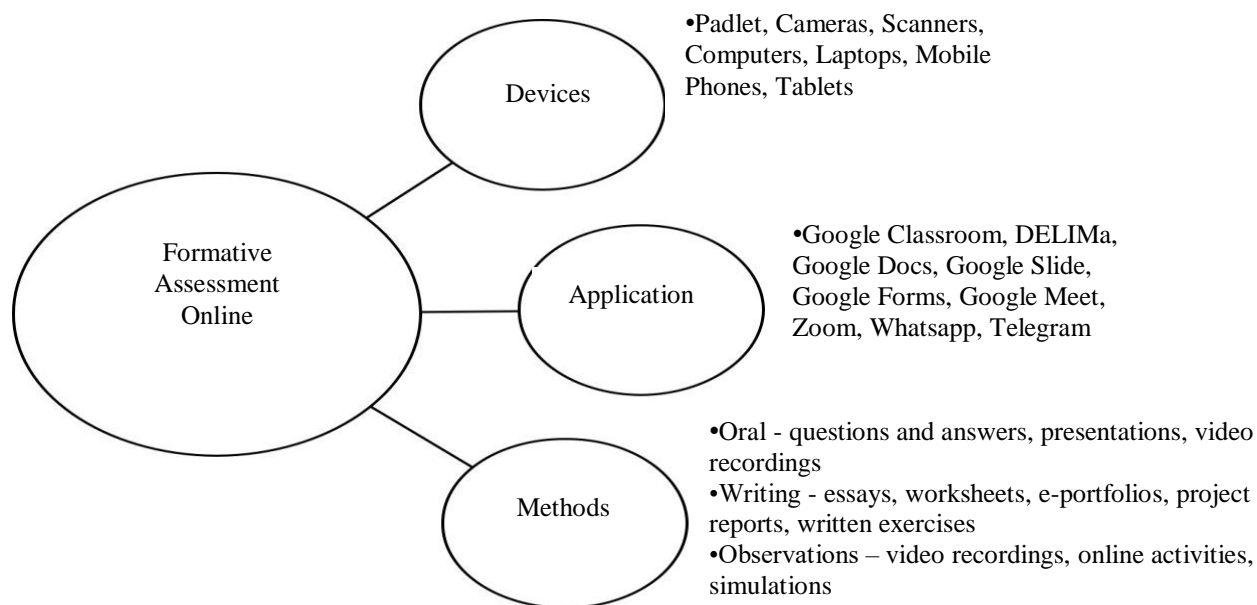 •Padlet, Cameras, Scanners,
Computers, Laptops, Mobile
Phones, Tablets
Devices
Formative
Assessment
Online
•Google Classroom, DELIMa,
Google Docs, Google Slide,
Google Forms, Google Meet,
Zoom, Whatsapp, Telegram
Application
•Oral - questions and answers, presentations, video
recordings
•Writing - essays, worksheets, e-portfolios, project
reports, written exercises
•Observations – video recordings, online activities,
simulations
Methods